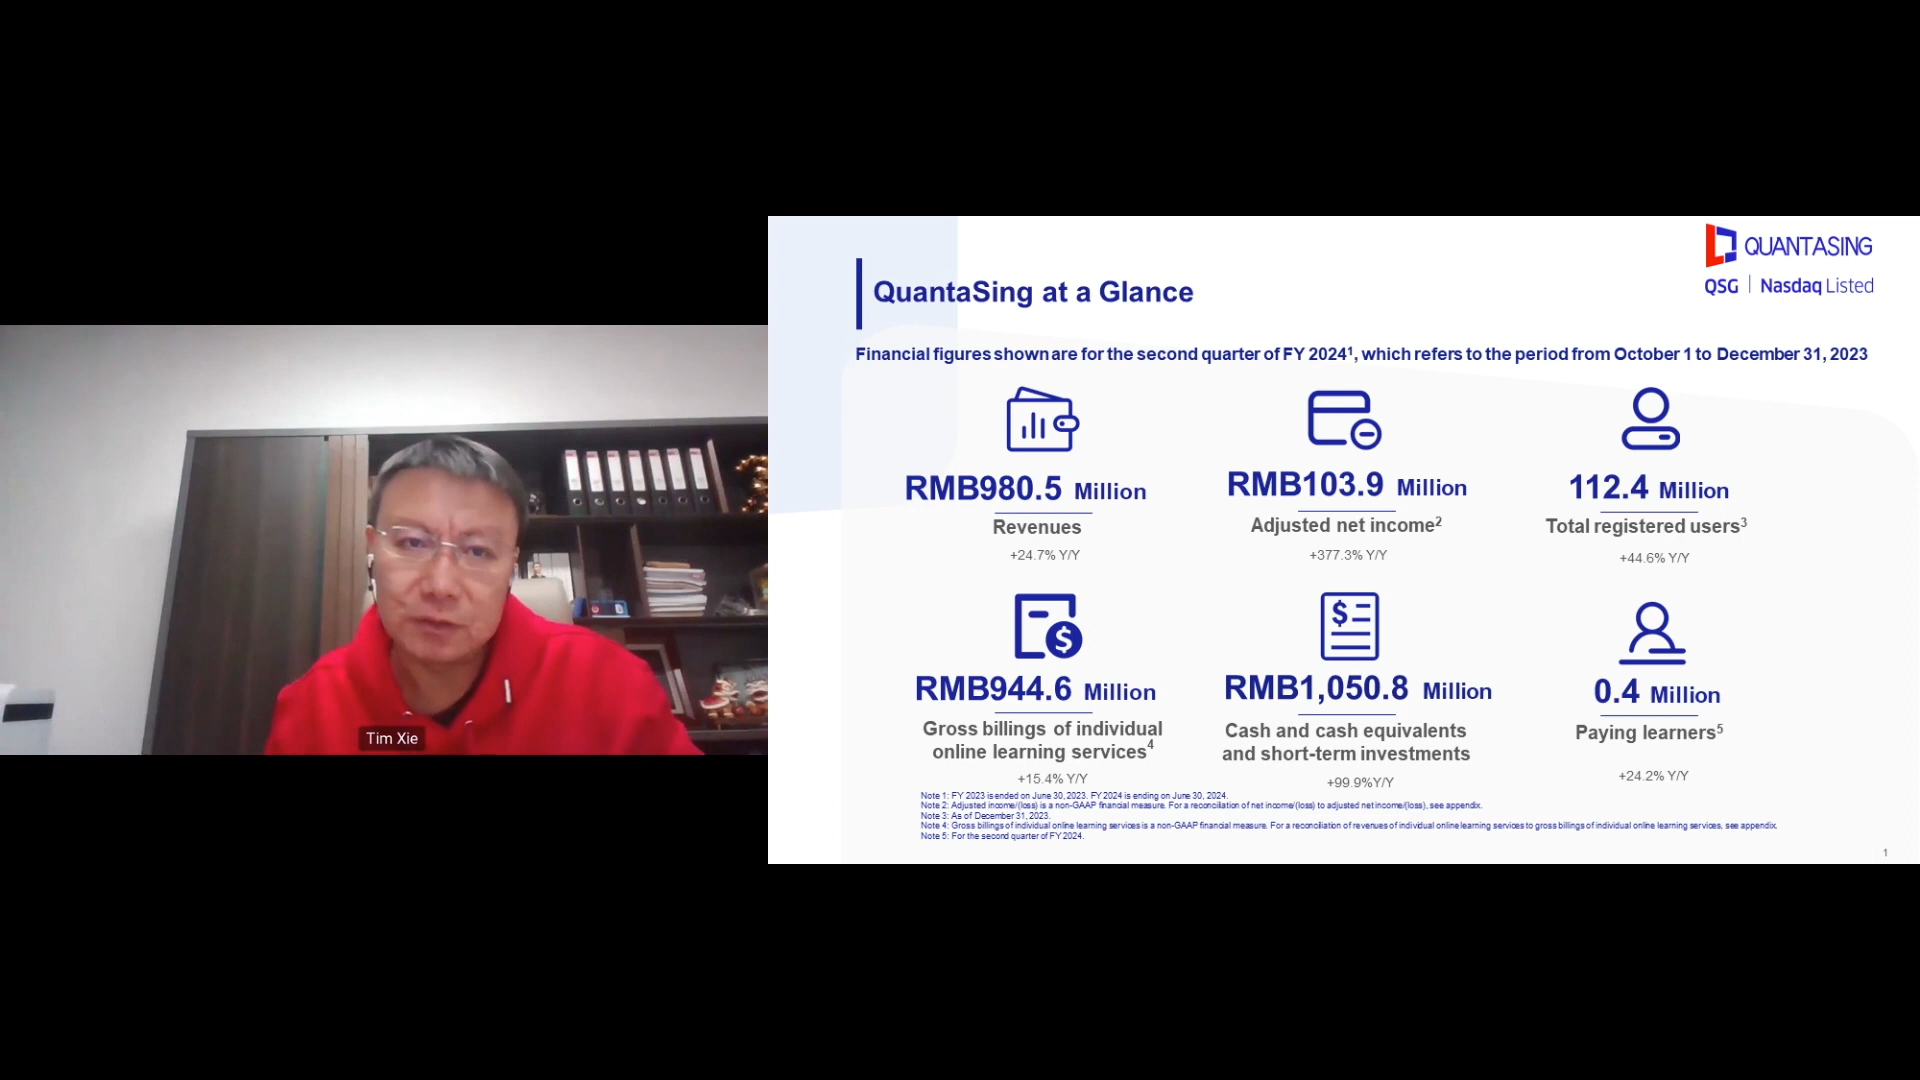 Tim Xie
QUANTASING
QSG | Nasdaq Listed
QuantaSing at a Glance
Financial figures shown are for the second quarter of FY 2024¹, which refers to the period from October 1 to December 31, 2023
RMB980.5 Million
Revenues
+24.7% Y/Y
RMB103.9 Million
Adjusted net income²
+377.3% Y/Y
112.4 Million
Total registered users³
+44.6% Y/Y
RMB944.6 Million
Gross billings of individual
online learning services⁴
+15.4% Y/Y
RMB1,050.8 Million
Cash and cash equivalents
and short-term investments
+99.9%Y/Y
0.4 Million
Paying learners⁵
+24.2% Y/Y
Note 1: FY 2023 is ended on June 30, 2023. FY 2024 is ending on June 30, 2024.
Note 2: Adjusted income/(loss) is a non-GAAP financial measure. For a reconciliation of net income/(loss) to adjusted net income/(loss), see appendix.
Note 3: As of December 31, 2023.
Note 4: Gross billings of individual online learning services is a non-GAAP financial measure. For a reconciliation of revenues of individual online learning services to gross billings of individual online learning services, see appendix.
Note 5: For the second quarter of FY 2024.
1